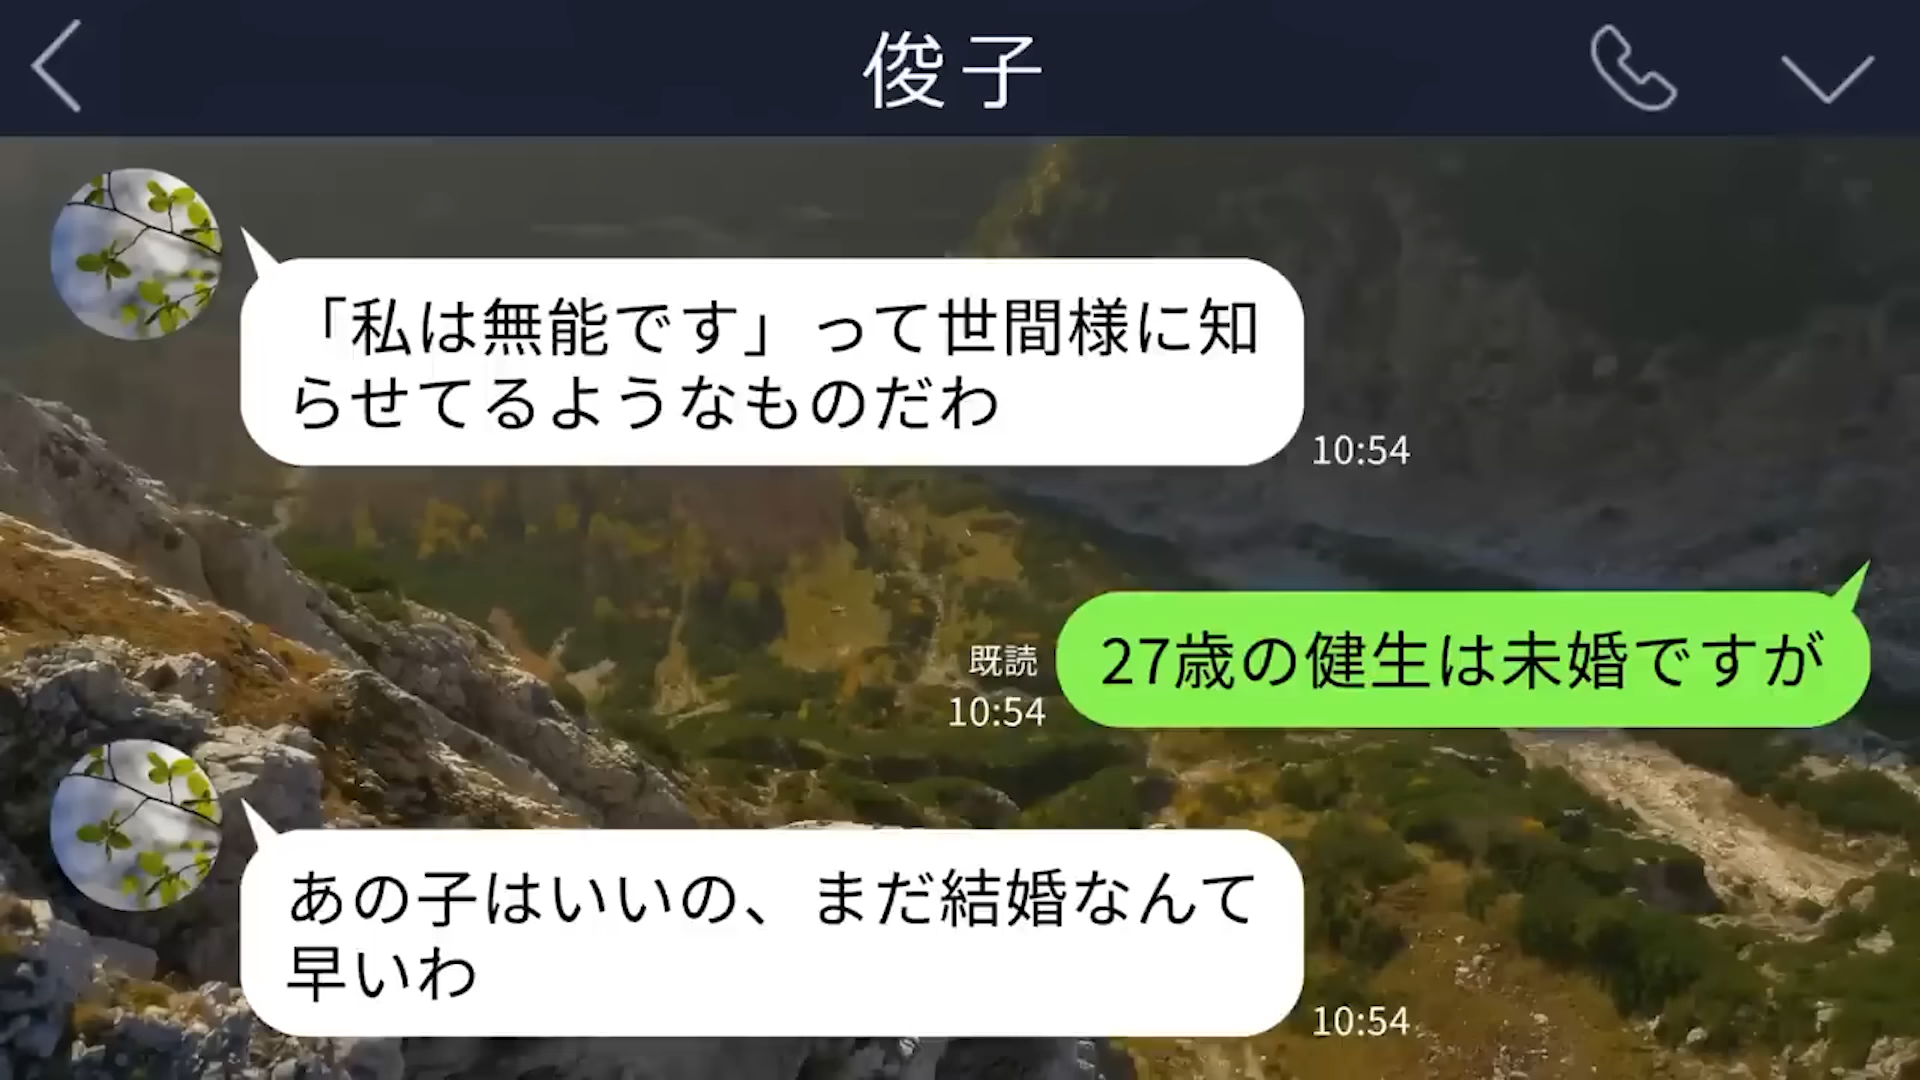 俊子
「私は無能です」って世間様に知
らせてるようなものだわ
10:54
27歳の健生は未婚ですが
既読
10:54
あの子はいいの、まだ結婚なんて
早いわ
10:54